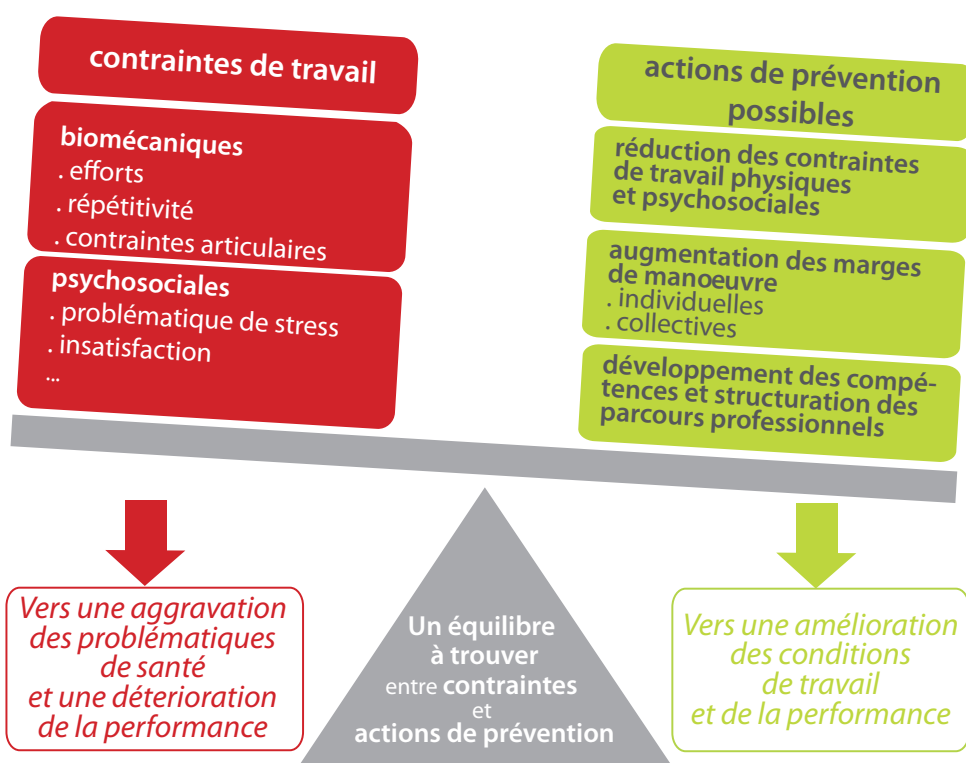 contraintes de travail
biomécaniques
. efforts
. répétitivité
. contraintes articulaires
psychosociales
. problématique de stress
. insatisfaction
...
actions de prévention
possibles
réduction des contraintes
de travail physiques
et psychosociales
augmentation des marges
de manoeuvre
. individuelles
. collectives
développement des compé-
tences et structuration des
parcours professionnels
Vers une aggravation
des problématiques
de santé
et une déterioration
de la performance
Un équilibre
à trouver
entre contraintes
et
actions de prévention
Vers une amélioration
des conditions
de travail
et de la performance